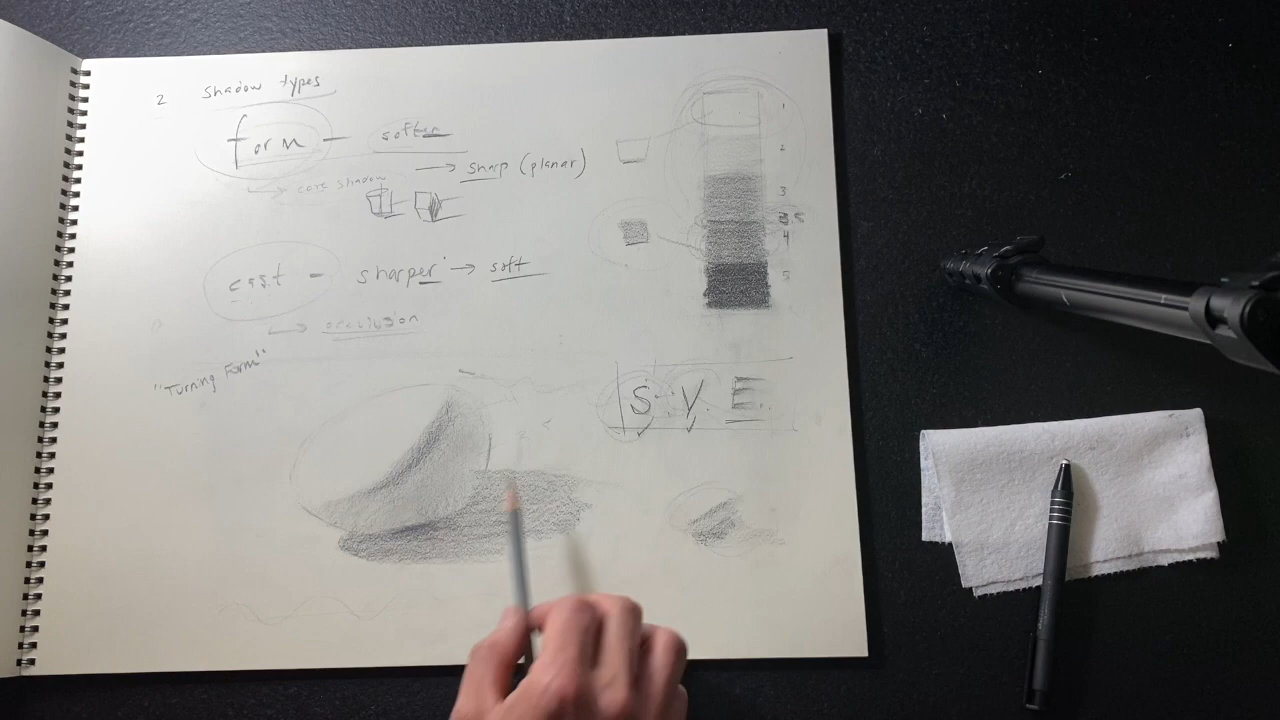 2 Shadow types
form — softer
→ sharp (planar)
→ core shadow
cast - sharper → soft
→ occlusion
"Turning Form"
1
2
3
3.5
4
5
S. V. E.